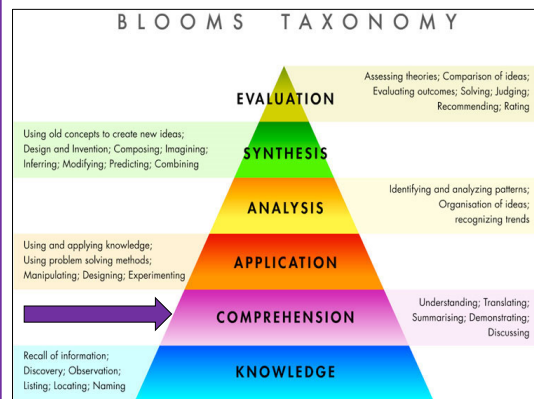 BLOOMS TAXONOMY
EVALUATION
Assessing theories; Comparison of ideas;
Evaluating outcomes; Solving; Judging;
Recommending; Rating
Using old concepts to create new ideas;
Design and Invention; Composing; Imagining;
Inferring; Modifying; Predicting; Combining
SYNTHESIS
ANALYSIS
Identifying and analyzing patterns;
Organisation of ideas;
recognizing trends
Using and applying knowledge;
Using problem solving methods;
Manipulating; Designing; Experimenting
APPLICATION
COMPREHENSION
Understanding; Translating;
Summarising; Demonstrating;
Discussing
Recall of information;
Discovery; Observation;
Listing; Locating; Naming
KNOWLEDGE